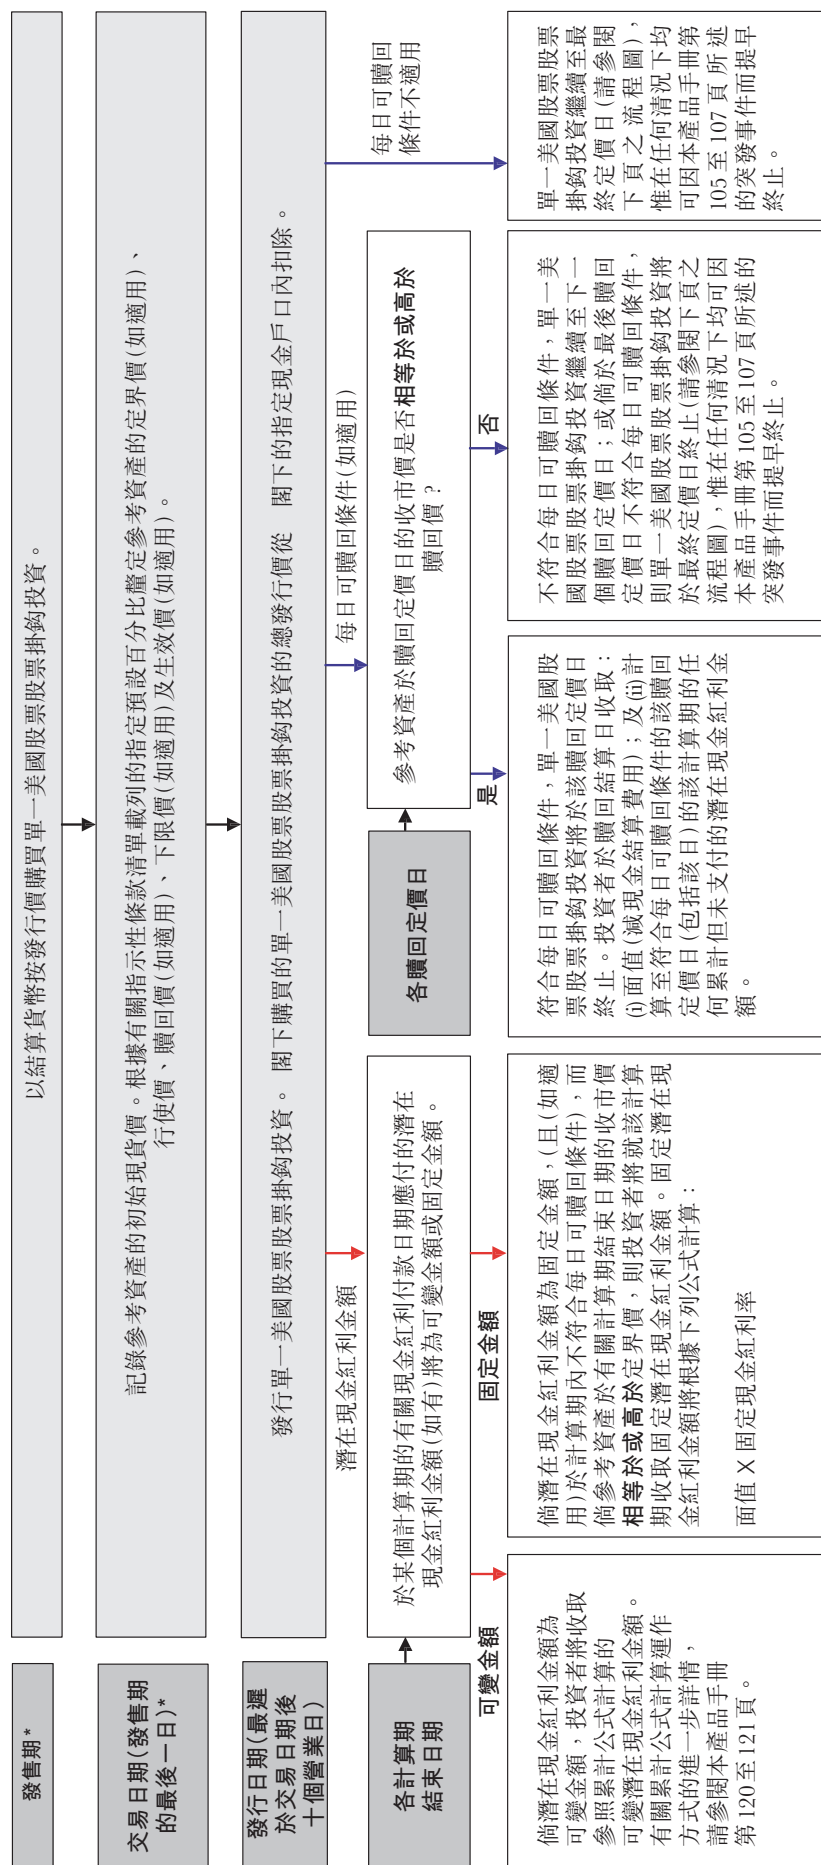 發售期*
以結算貨幣按發行價購買單一美國股票股票掛鈎投資。
交易日期(發售期
的最後一日)*
記錄參考資產的初始現貨價。根據有關指示性條款清單載列的指定預設百分比釐定參考資產的定界價(如適用)、
行使價、贖回價(如適用)、下限價(如適用)及生效價(如適用)。
發行日期(最遲
於交易日期後
十個營業日)
發行單一美國股票股票掛鈎投資。 閣下購買的單一美國股票股票掛鈎投資的總發行價從 閣下的指定現金戶口內扣除。
潛在現金紅利金額
每日可贖回條件(如適用)
每日可贖回
條件不適用
各計算期
結束日期
於某個計算期的有關現金紅利付款日期應付的潛在
現金紅利金額(如有)將為可變金額或固定金額。
各贖回定價日
參考資產於贖回定價日的收市價是否相等於或高於
贖回價?
可變金額
固定金額
是
否
倘潛在現金紅利金額為
可變金額,投資者將收取
參照累計公式計算的
可變潛在現金紅利金額。
有關累計公式計算運作
方式的進一步詳情,
請參閱本產品手冊
第120至121頁。
倘潛在現金紅利金額為固定金額,(且(如適
用)於計算期內不符合每日可贖回條件),而
倘參考資產於有關計算期結束日期的收市價
相等於或高於定界價,則投資者將就該計算
期收取固定潛在現金紅利金額。固定潛在現
金紅利金額將根據下列公式計算:
面值 X 固定現金紅利率
符合每日可贖回條件,單一美國股
票股票掛鈎投資將於該贖回定價日
終止。投資者於贖回結算日收取:
(i)面值(減現金結算費用);及(ii)計
算至符合每日可贖回條件的該贖回
定價日(包括該日)的該計算期的任
何累計但未支付的潛在現金紅利金
額。
不符合每日可贖回條件,單一美
國股票股票掛鈎投資繼續至下一
個贖回定價日;或倘於最後贖回
定價日不符合每日可贖回條件,
則單一美國股票股票掛鈎投資將
於最終定價日終止(請參閱下頁之
流程圖),惟在任何清況下均可因
本產品手冊第105至107頁所述的
突發事件而提早終止。
單一美國股票股票
掛鈎投資繼續至最
終定價日(請參閱
下頁之流程圖),
惟在任何清況下均
可因本產品手冊第
105至107頁所述
的突發事件而提早
終止。